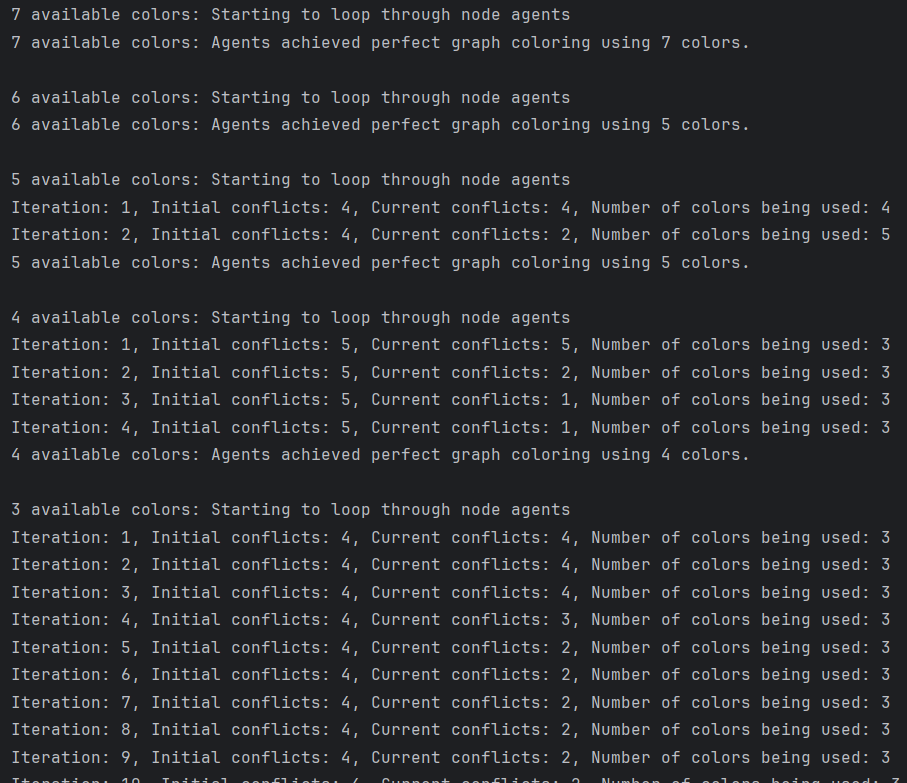 7 available colors: Starting to loop through node agents
7 available colors: Agents achieved perfect graph coloring using 7 colors.
6 available colors: Starting to loop through node agents
6 available colors: Agents achieved perfect graph coloring using 5 colors.
5 available colors: Starting to loop through node agents
Iteration: 1, Initial conflicts: 4, Current conflicts: 4, Number of colors being used: 4
Iteration: 2, Initial conflicts: 4, Current conflicts: 2, Number of colors being used: 5
5 available colors: Agents achieved perfect graph coloring using 5 colors.
4 available colors: Starting to loop through node agents
Iteration: 1, Initial conflicts: 5, Current conflicts: 5, Number of colors being used: 3
Iteration: 2, Initial conflicts: 5, Current conflicts: 2, Number of colors being used: 3
Iteration: 3, Initial conflicts: 5, Current conflicts: 1, Number of colors being used: 3
Iteration: 4, Initial conflicts: 5, Current conflicts: 1, Number of colors being used: 3
4 available colors: Agents achieved perfect graph coloring using 4 colors.
3 available colors: Starting to loop through node agents
Iteration: 1, Initial conflicts: 4, Current conflicts: 4, Number of colors being used: 3
Iteration: 2, Initial conflicts: 4, Current conflicts: 4, Number of colors being used: 3
Iteration: 3, Initial conflicts: 4, Current conflicts: 4, Number of colors being used: 3
Iteration: 4, Initial conflicts: 4, Current conflicts: 3, Number of colors being used: 3
Iteration: 5, Initial conflicts: 4, Current conflicts: 2, Number of colors being used: 3
Iteration: 6, Initial conflicts: 4, Current conflicts: 2, Number of colors being used: 3
Iteration: 7, Initial conflicts: 4, Current conflicts: 2, Number of colors being used: 3
Iteration: 8, Initial conflicts: 4, Current conflicts: 2, Number of colors being used: 3
Iteration: 9, Initial conflicts: 4, Current conflicts: 2, Number of colors being used: 3
Iteration: 10, Initial conflicts: 4, Current conflicts: 2, Number of colors being used: 3